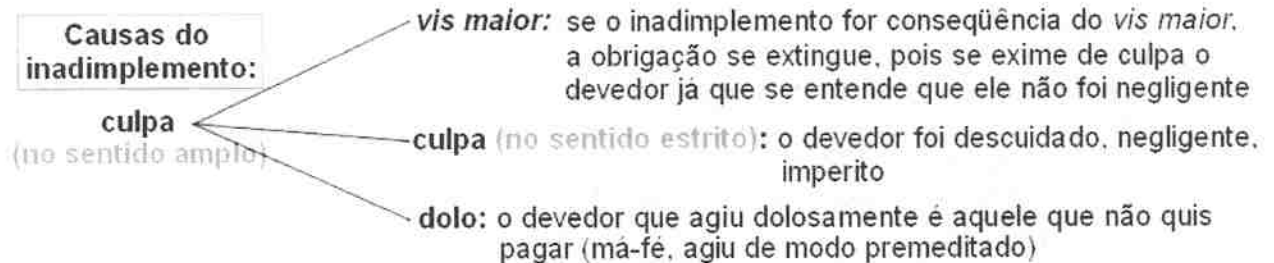 Causas do
inadimplemento:
culpa
(no sentido amplo)
vis maior: se o inadimplemento for conseqüência do vis maior,
a obrigação se extingue, pois se exime de culpa o
devedor já que se entende que ele não foi negligente
culpa (no sentido estrito): o devedor foi descuidado, negligente,
imperito
dolo: o devedor que agiu dolosamente é aquele que não quis
pagar (má-fé, agiu de modo premeditado)